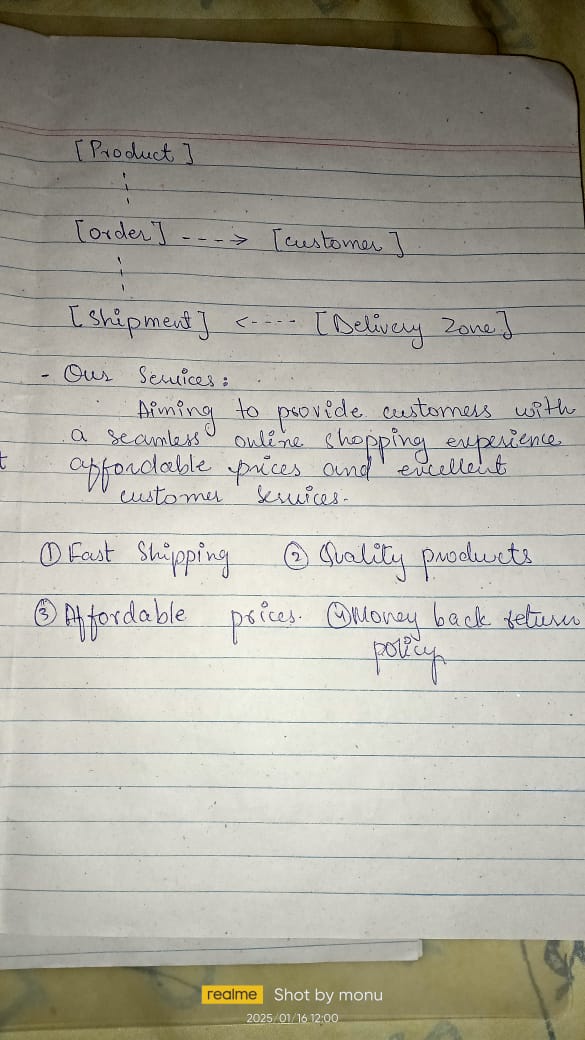 [Product]
[order] ----> [customer]
[Shipment] <---- [Delivery Zone]
- Our Services:
Aiming to provide customers with
a seamless online shopping experience
affordable prices and excellent
customer services.
① Fast Shipping ② Quality products
③ Affordable prices. ④ Money back return
policy
realme Shot by monu
2025/01/16 12:00